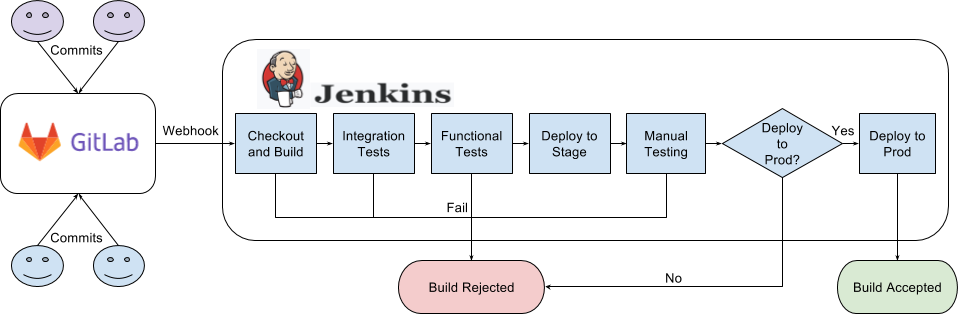 Commits
Jenkins
GitLab
Webhook
Checkout
and Build
Integration
Tests
Functional
Tests
Deploy to
Stage
Manual
Testing
Deploy
to
Prod?
Yes
Deploy to
Prod
Fail
Commits
No
Build Rejected
Build Accepted